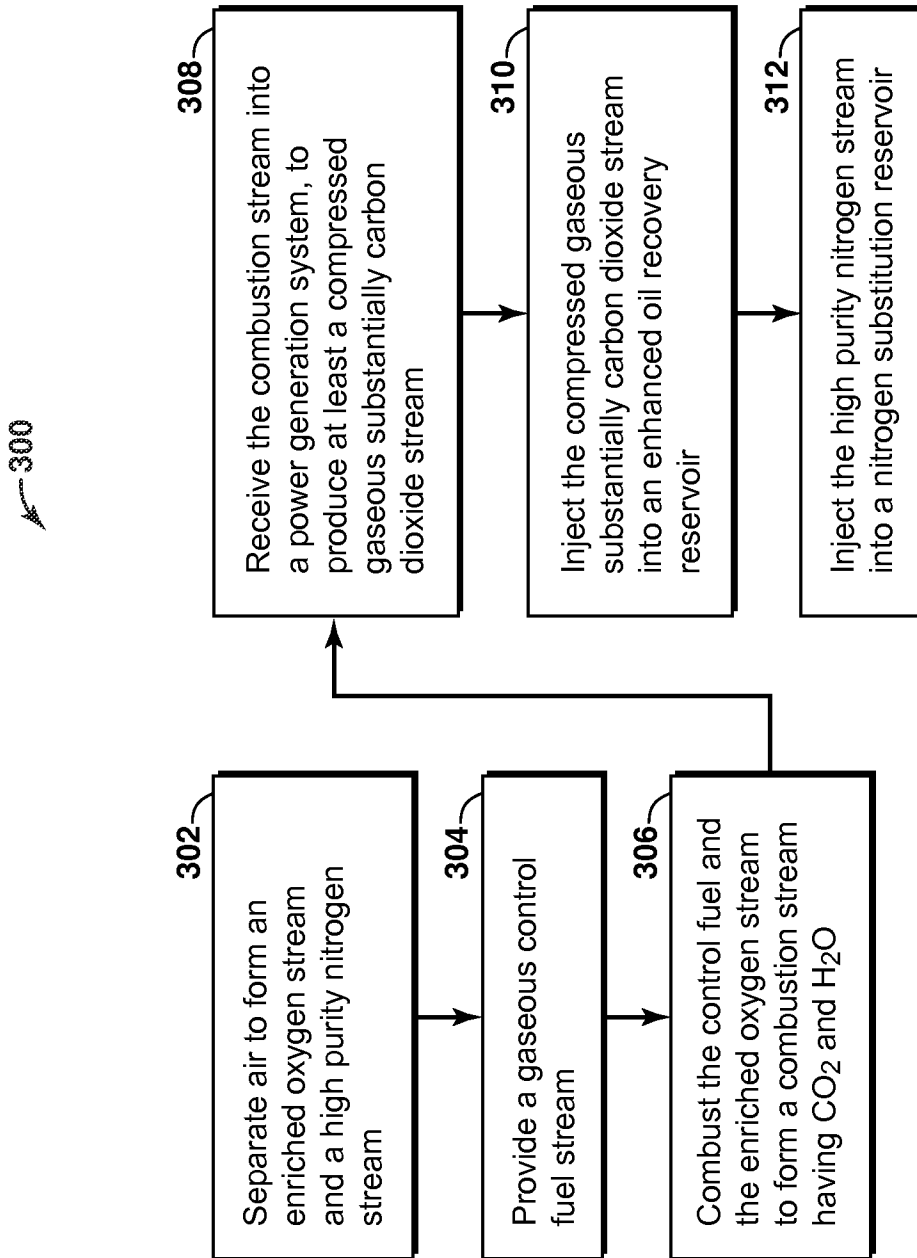 300
302
Separate air to form an
enriched oxygen stream
and a high purity nitrogen
stream
304
Provide a gaseous control
fuel stream
306
Combust the control fuel and
the enriched oxygen stream
to form a combustion stream
having CO2 and H2O
308
Receive the combustion stream into
a power generation system, to
produce at least a compressed
gaseous substantially carbon
dioxide stream
310
Inject the compressed gaseous
substantially carbon dioxide stream
into an enhanced oil recovery
reservoir
312
Inject the high purity nitrogen stream
into a nitrogen substitution reservoir